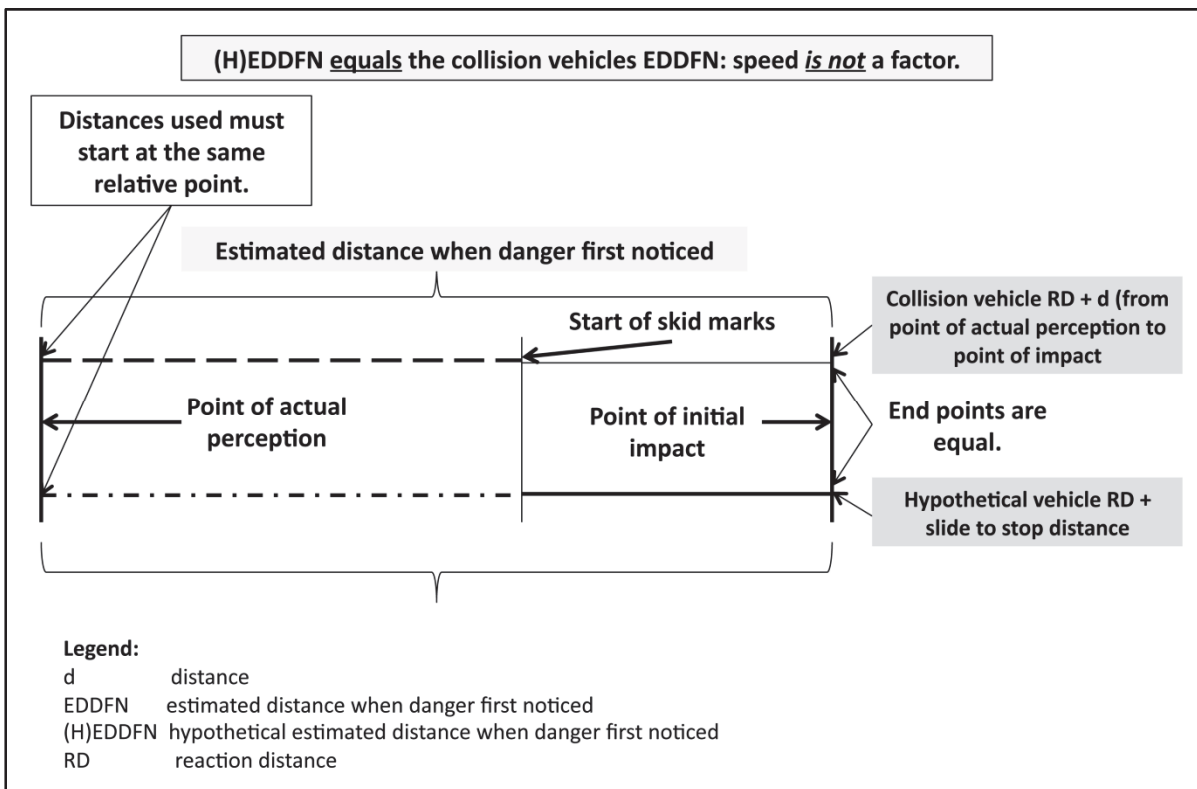 (H)EDDFN equals the collision vehicles EDDFN: speed is not a factor.
Distances used must
start at the same
relative point.
Estimated distance when danger first noticed
Start of skid marks
Collision vehicle RD + d (from
point of actual perception to
point of impact
Point of actual
perception
Point of initial
impact
End points are
equal.
Hypothetical vehicle RD +
slide to stop distance
Legend:
d distance
EDDFN estimated distance when danger first noticed
(H)EDDFN hypothetical estimated distance when danger first noticed
RD reaction distance